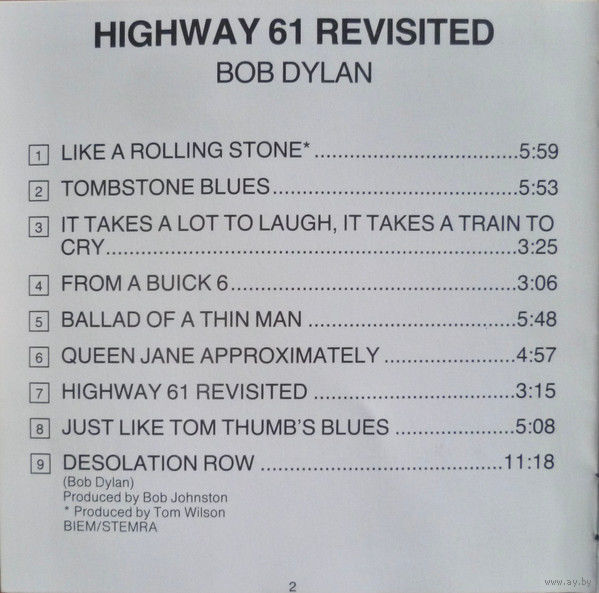 HIGHWAY 61 REVISITED
BOB DYLAN
1 LIKE A ROLLING STONE*..................................5:59
2 TOMBSTONE BLUES.........................................5:53
3 IT TAKES A LOT TO LAUGH, IT TAKES A TRAIN TO
CRY.....................................................................3:25
4 FROM A BUICK 6................................................3:06
5 BALLAD OF A THIN MAN ...................................5:48
6 QUEEN JANE APPROXIMATELY ......................4:57
7 HIGHWAY 61 REVISITED ..................................3:15
8 JUST LIKE TOM THUMB'S BLUES ....................5:08
9 DESOLATION ROW .........................................11:18
(Bob Dylan)
Produced by Bob Johnston
* Produced by Tom Wilson
BIEM/STEMRA
2
www.ay.by